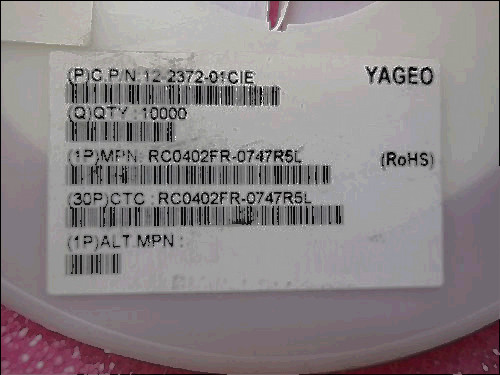 (P)C.P/N 12-2372-01CIE
YAGEO
(Q)QTY : 10000
(1P)MPN: RC0402FR-0747R5L
(RoHS)
(30P)CTC : RC0402FR-0747R5L
(1P)ALT.MPN :